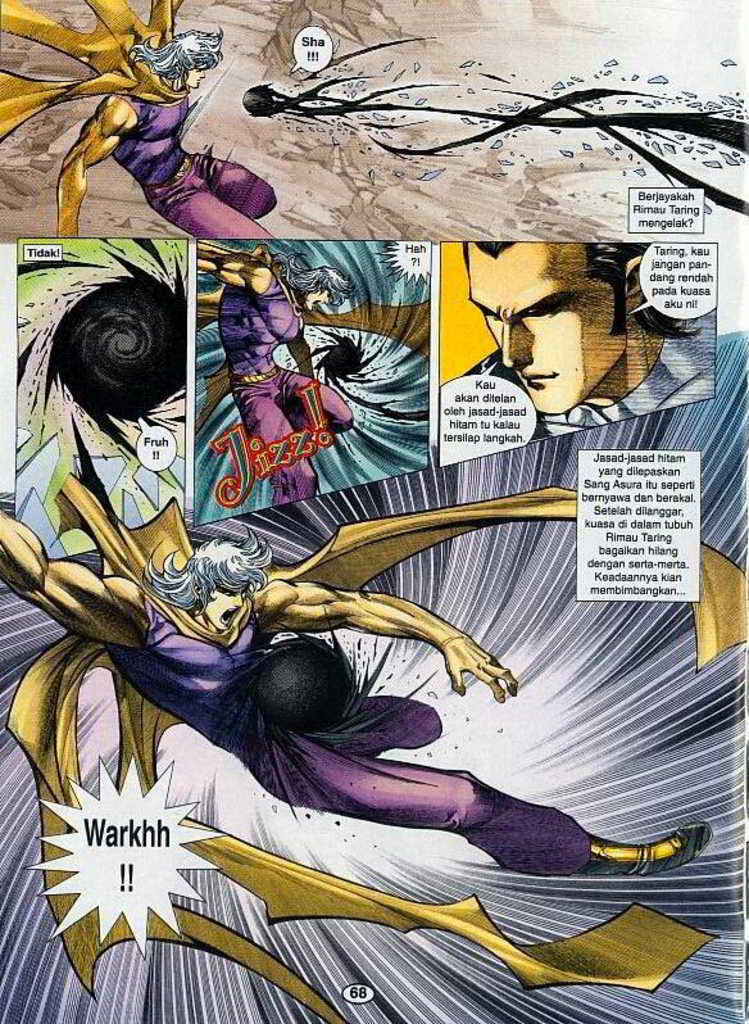 Sha
!!!
Berjayakah
Rimau Taring
mengelak?
Tidak!
Fruh
!!
Hah
?!
Jizz!
Taring, kau
jangan pan-
dang rendah
pada kuasa
aku ni!
Kau
akan ditelan
oleh jasad-jasad
hitam tu kalau
tersilap langkah.
Jasad-jasad hitam
yang dilepaskan
Sang Asura itu seperti
bernyawa dan berakal.
Setelah dilanggar,
kuasa di dalam tubuh
Rimau Taring
bagaikan hilang
dengan serta-merta.
Keadaannya kian
membimbangkan...
Warkhh
!!
68